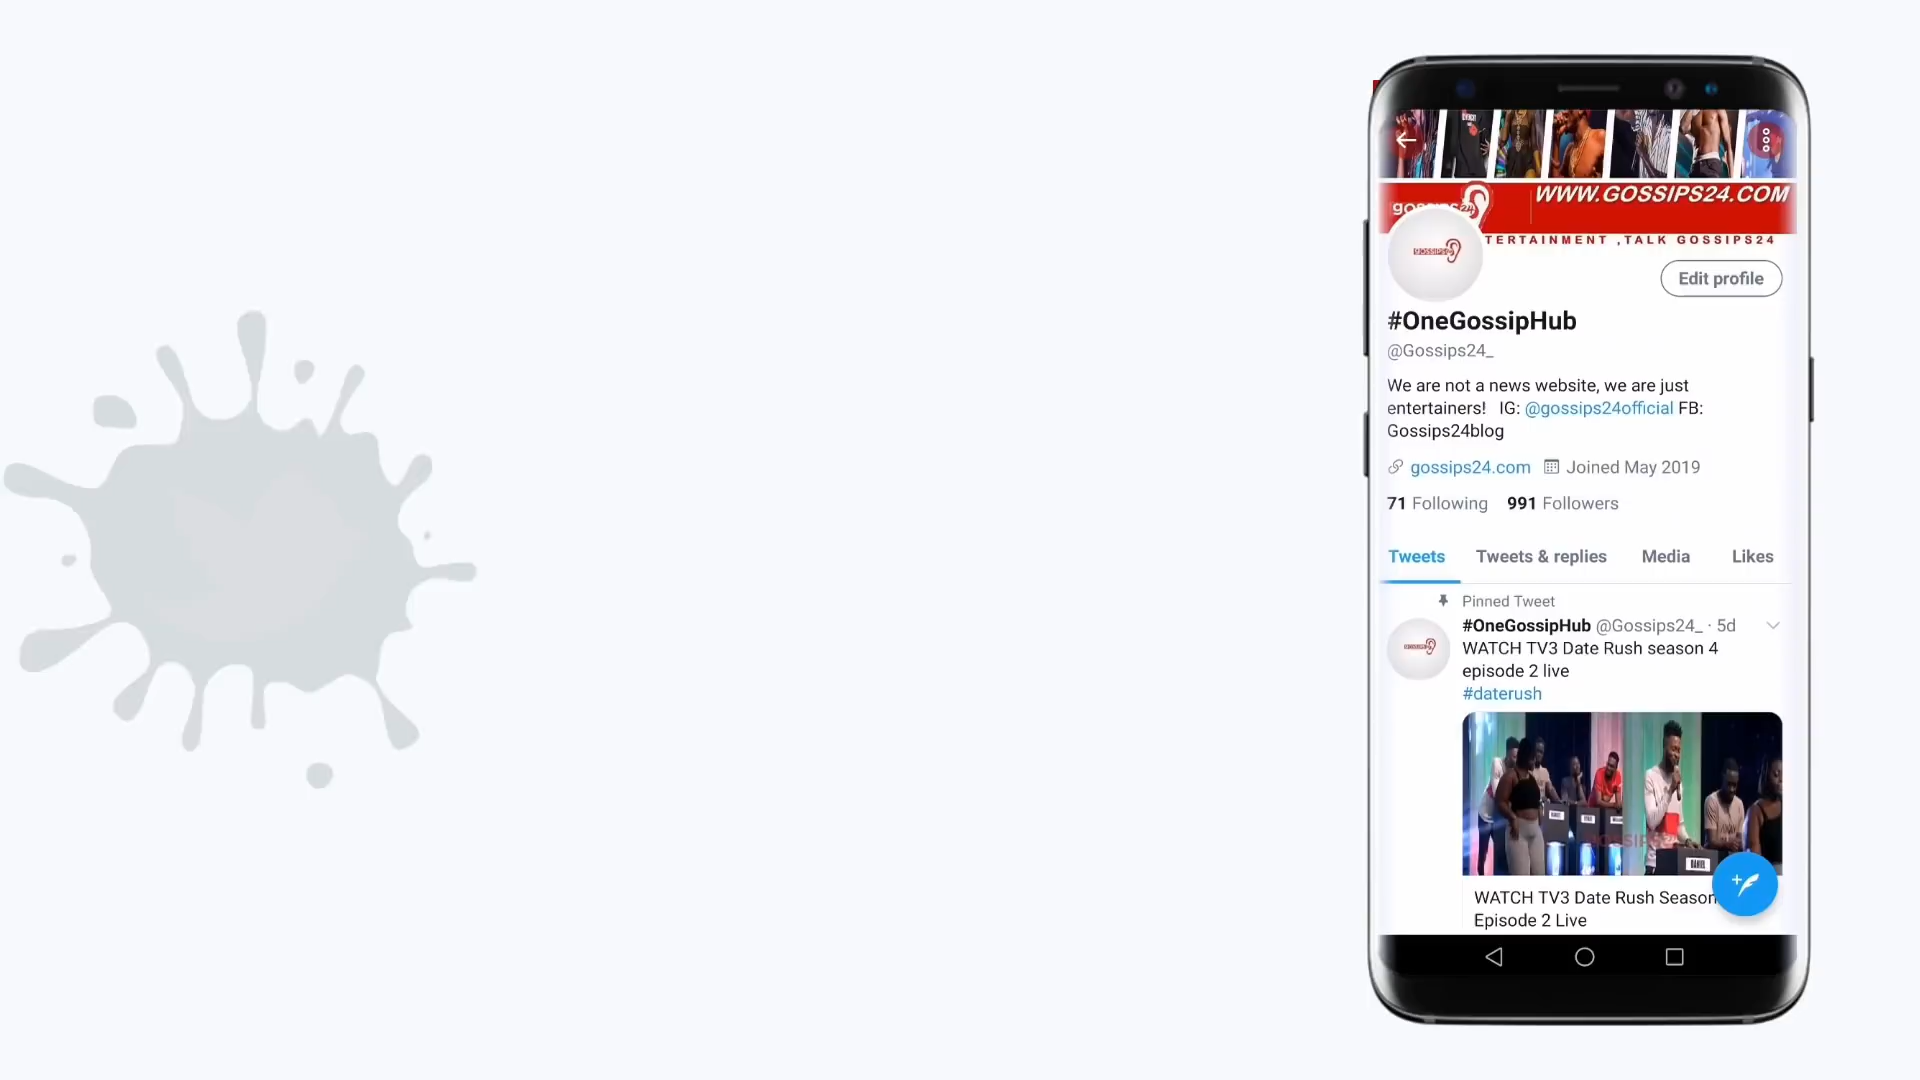 WWW.GOSSIPS24.COM
TERTAINMENT ,TALK GOSSIPS24
GOSSIPS24
Edit profile
#OneGossipHub
@Gossips24_
We are not a news website, we are just
entertainers! IG: @gossips24official FB:
Gossips24blog
gossips24.com Joined May 2019
71 Following 991 Followers
Tweets Tweets & replies Media Likes
Pinned Tweet
#OneGossipHub @Gossips24_ · 5d
WATCH TV3 Date Rush season 4
episode 2 live
#daterush
WATCH TV3 Date Rush Season
Episode 2 Live